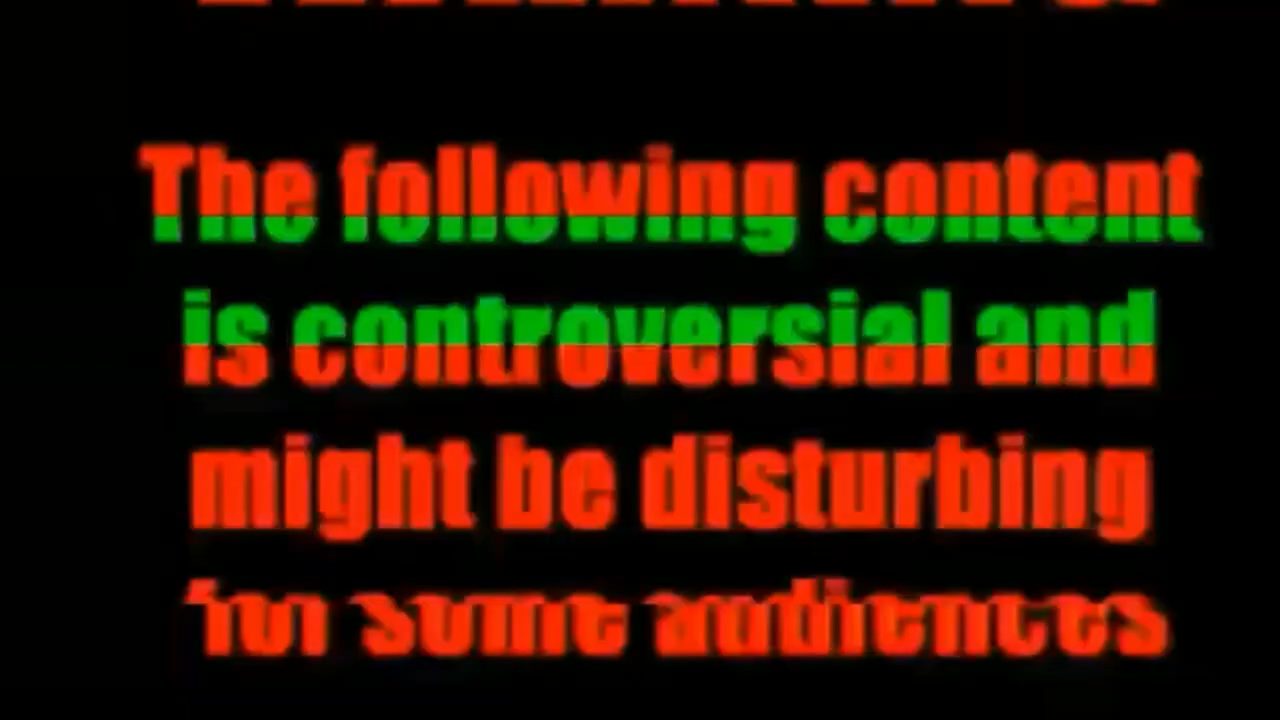 The following content
is controversial and
might be disturbing
for some audiences